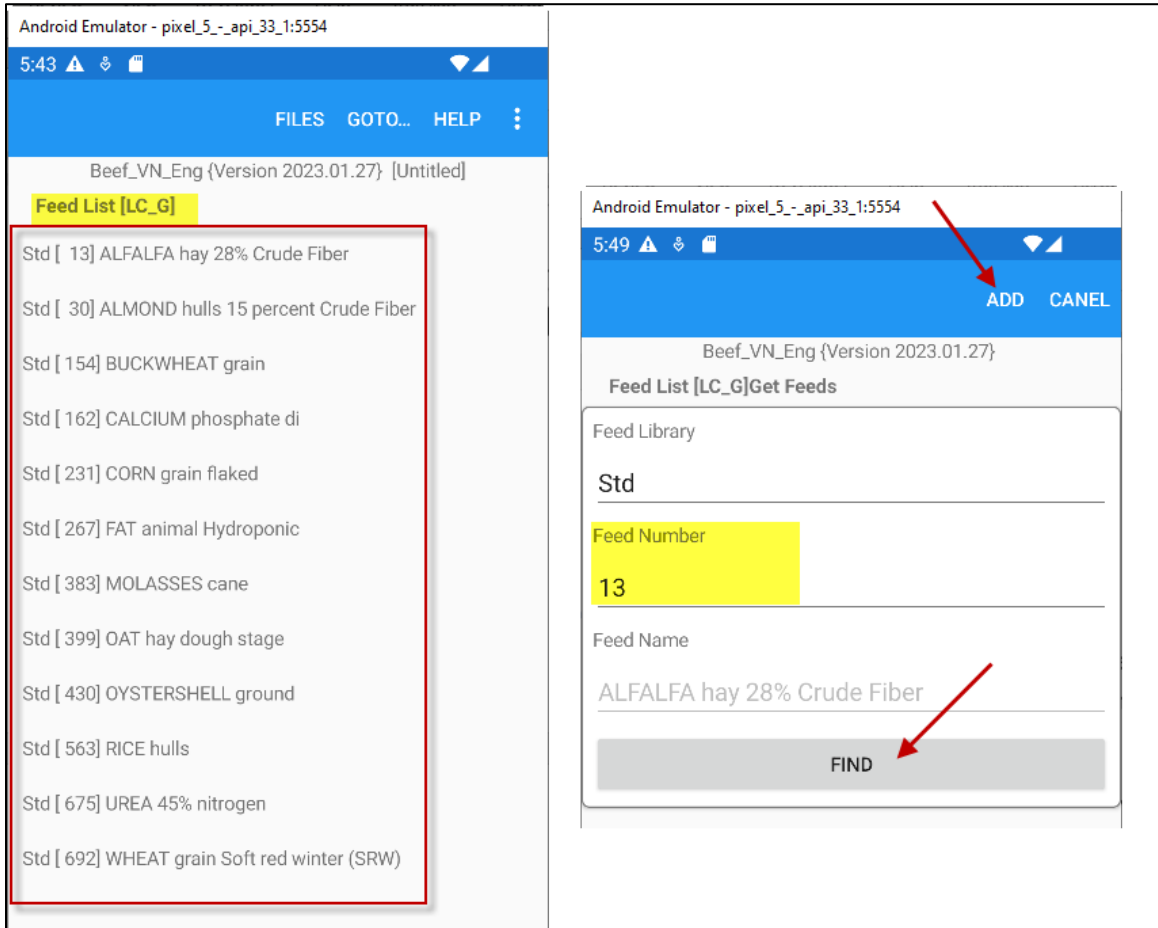 Android Emulator - pixel_5_-_api_33_1:5554
5:43
FILES GOTO... HELP
Beef_VN_Eng {Version 2023.01.27} [Untitled]
Feed List [LC_G]
Std [ 13] ALFALFA hay 28% Crude Fiber
Std [ 30] ALMOND hulls 15 percent Crude Fiber
Std [ 154] BUCKWHEAT grain
Std [ 162] CALCIUM phosphate di
Std [ 231] CORN grain flaked
Std [ 267] FAT animal Hydroponic
Std [ 383] MOLASSES cane
Std [ 399] OAT hay dough stage
Std [ 430] OYSTERSHELL ground
Std [ 563] RICE hulls
Std [ 675] UREA 45% nitrogen
Std [ 692] WHEAT grain Soft red winter (SRW)
Android Emulator - pixel_5_-_api_33_1:5554
5:49
ADD CANEL
Beef_VN_Eng {Version 2023.01.27}
Feed List [LC_G]Get Feeds
Feed Library
Std
Feed Number
13
Feed Name
ALFALFA hay 28% Crude Fiber
FIND